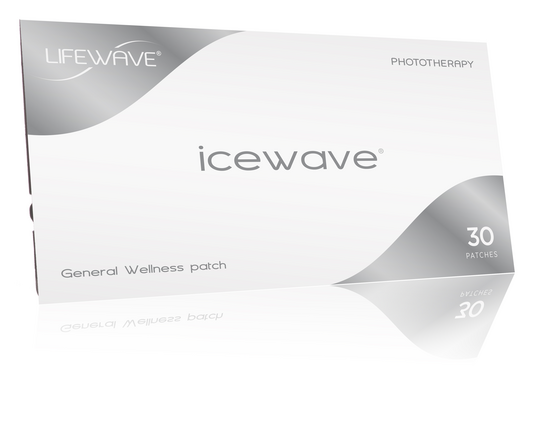 LIFEWAVE®
PHOTOTHERAPY
icewave®
30
PATCHES
General Wellness patch